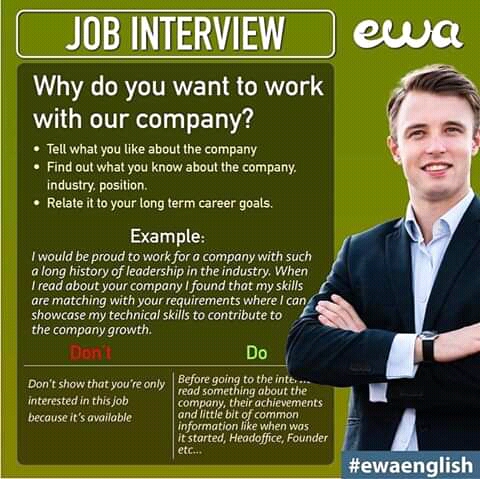 JOB INTERVIEW
ewa
Why do you want to work
with our company?
• Tell what you like about the company
• Find out what you know about the company,
industry, position.
• Relate it to your long term career goals.
Example:
I would be proud to work for a company with such
a long history of leadership in the industry. When
I read about your company I found that my skills
are matching with your requirements where I can
showcase my technical skills to contribute to
the company growth.
Don't
Do
Don't show that you're only
interested in this job
because it's available
Before going to the
read something about the
company, their achievements
and little bit of common
information like when was
it started, Headoffice, Founder
etc...
#ewaenglish